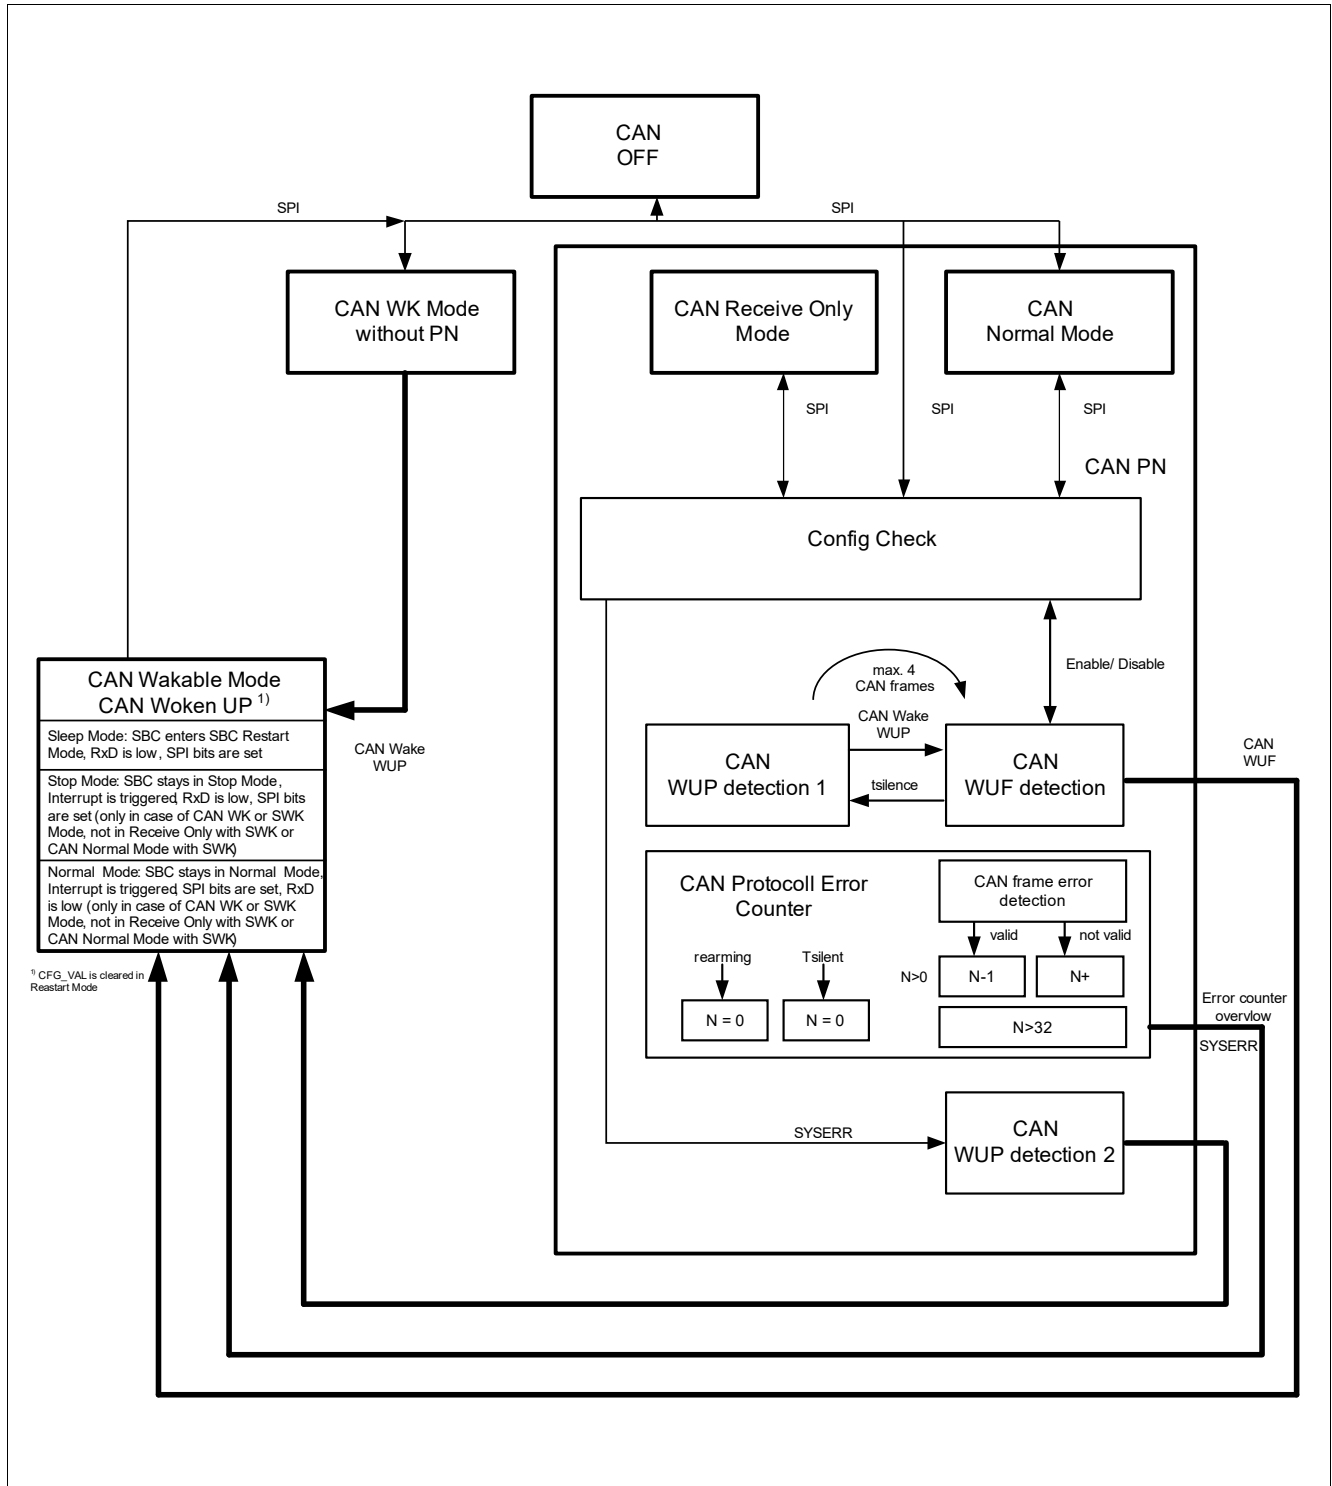 CAN
OFF
SPI
SPI
CAN WK Mode
without PN
CAN Receive Only
Mode
CAN
Normal Mode
SPI
SPI
SPI
CAN PN
Config Check
Enable/ Disable
max. 4
CAN frames
CAN Wake
WUP
tsilence
CAN
WUP detection 1
CAN
WUF detection
CAN
WUF
CAN Wakable Mode
CAN Woken UP 1)
Sleep Mode: SBC enters SBC Restart
Mode, RxD is low, SPI bits are set
Stop Mode: SBC stays in Stop Mode,
Interrupt is triggered, RxD is low, SPI bits
are set (only in case of CAN WK or SWK
Mode, not in Receive Only with SWK or
CAN Normal Mode with SWK)
Normal Mode: SBC stays in Normal Mode,
Interrupt is triggered, SPI bits are set, RxD
is low (only in case of CAN WK or SWK
Mode, not in Receive Only with SWK or
CAN Normal Mode with SWK)
1) CFG_VAL is cleared in
Reastart Mode
CAN Wake
WUP
CAN Protocoll Error
Counter
rearming
N = 0
Tsilent
N = 0
CAN frame error
detection
valid
not valid
N>0
N-1
N+
N>32
Error counter
overvlow
SYSERR
SYSERR
CAN
WUP detection 2